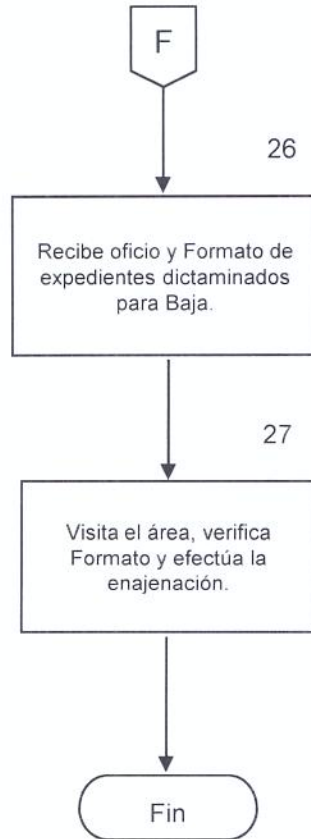 F
26
Recibe oficio y Formato de
expedientes dictaminados
para Baja.
27
Visita el área, verifica
Formato y efectúa la
enajenación.
Fin